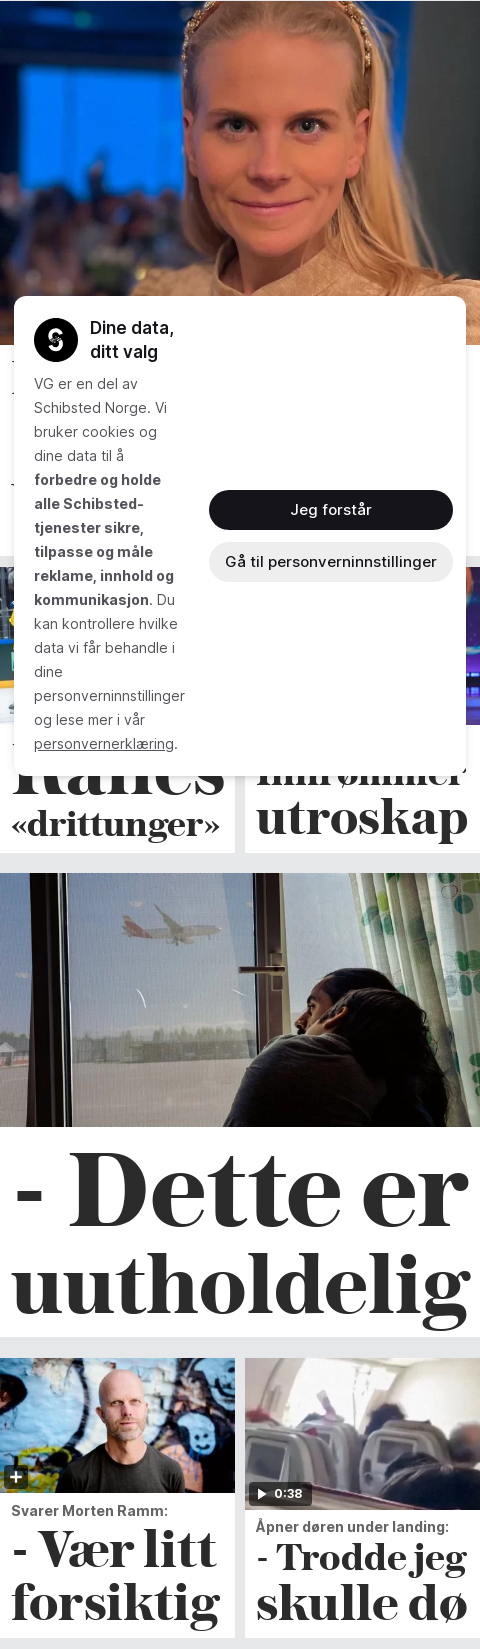 Dine data,
ditt valg
VG er en del av
Schibsted Norge. Vi
bruker cookies og
dine data til å
forbedre og holde
alle Schibsted-
tjenester sikre,
tilpasse og måle
reklame, innhold og
kommunikasjon. Du
kan kontrollere hvilke
data vi får behandle i
dine
personverninnstillinger
og lese mer i vår
personvernerklæring.
Jeg forstår
Gå til personverninnstillinger
«drittunger»
Innrømmer
utroskap
- Dette er
uutholdelig
Svarer Morten Ramm:
- Vær litt
forsiktig
0:38
Åpner døren under landing:
- Trodde jeg
skulle dø